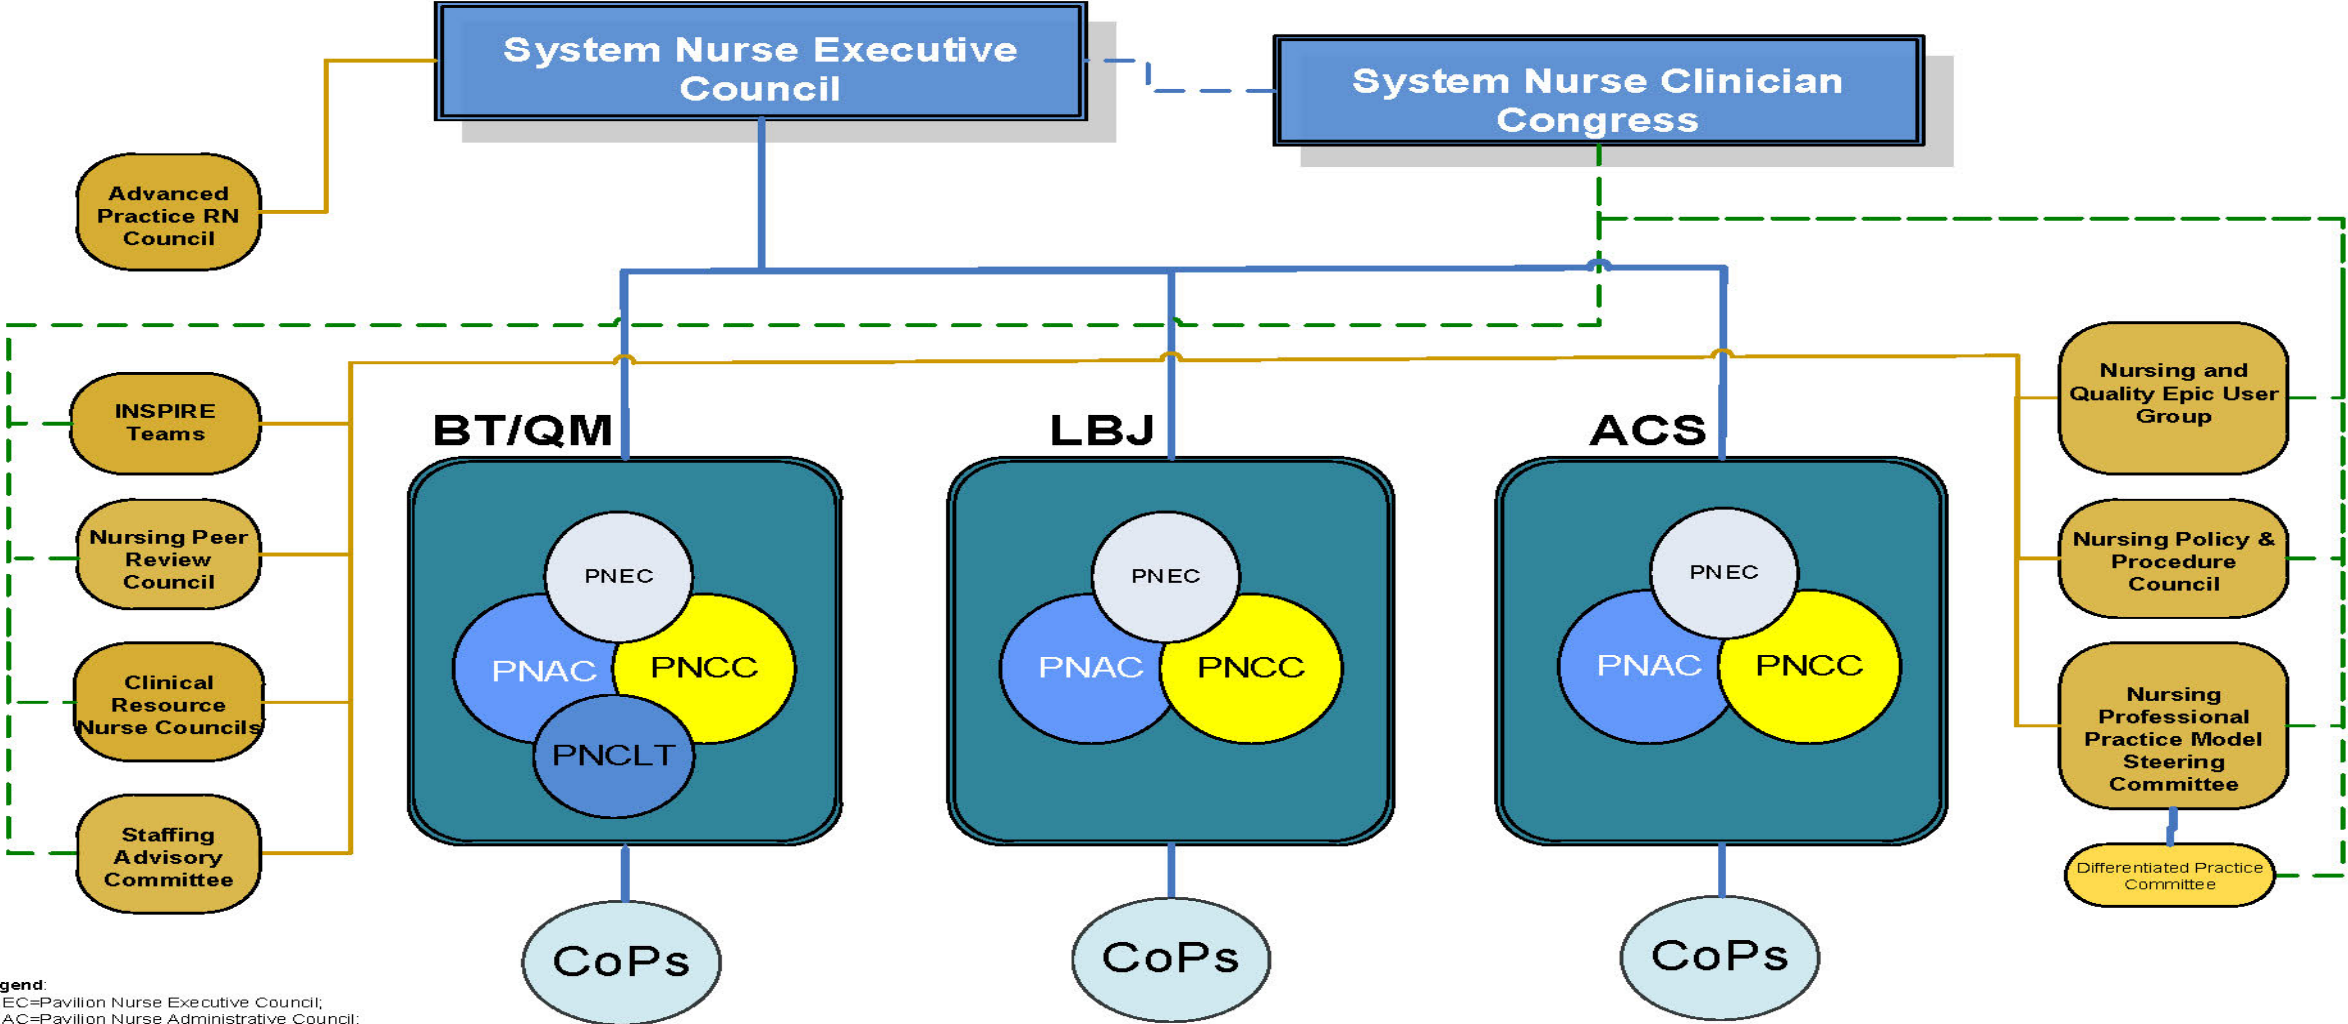 System Nurse Executive
Council
System Nurse Clinician
Congress
Advanced
Practice RN
Council
INSPIRE
Teams
Nursing Peer
Review
Council
Clinical
Resource
Nurse Councils
Staffing
Advisory
Committee
BT/QM
PNEC
PNAC
PNCC
PNCLT
CoPs
LBJ
PNEC
PNAC
PNCC
CoPs
ACS
PNEC
PNAC
PNCC
CoPs
Nursing and
Quality Epic User
Group
Nursing Policy &
Procedure
Council
Nursing
Professional
Practice Model
Steering
Committee
Differentiated Practice
Committee
gend:
EC=Pavilion Nurse Executive Council;
AC=Pavilion Nurse Administrative Council;